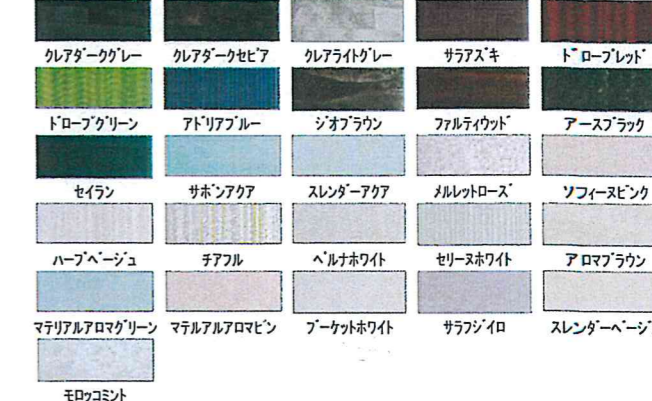 クレアダークグレー クレアダークセピア クレアライトグレー サラアズキ ドローブレッド
ドローブグリーン アドリアブルー ジオブラウン ファルティウッド アースブラック
セイラン サボンアクア スレンダーアクア メルレットローズ ソフィーヌピンク
ハーブベージュ チアフル ベルナホワイト セリーヌホワイト アロマブラウン
マテリアルアロマグリーン マテルアルアロマピン ブーケットホワイト サラフジイロ スレンダーベージ
モロッコミント